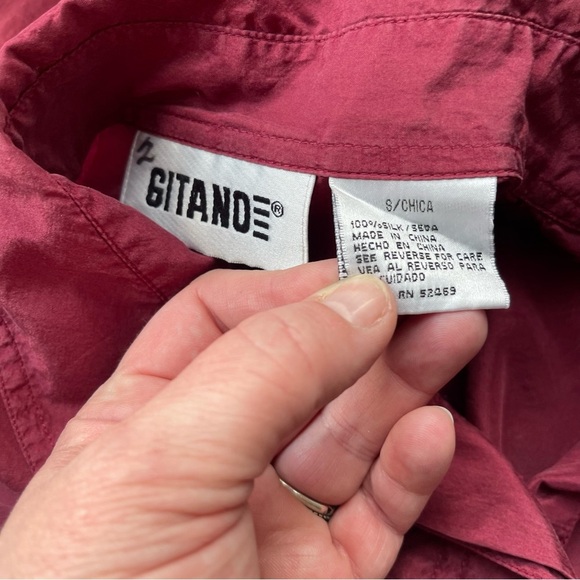 GITANO®
S/CHICA
100%SILK/SEDA
MADE IN CHINA
HECHO EN CHINA
SEE REVERSE FOR CARE
VEA AL REVERSO PARA
CUIDADO
RN 52469